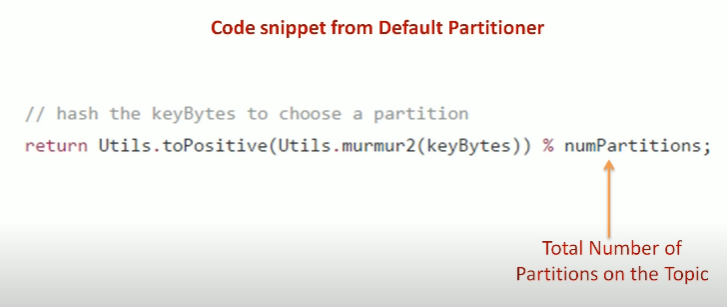 Code snippet from Default Partitioner
// hash the keyBytes to choose a partition
return Utils.toPositive(Utils.murmur2(keyBytes)) % numPartitions;
Total Number of
Partitions on the Topic